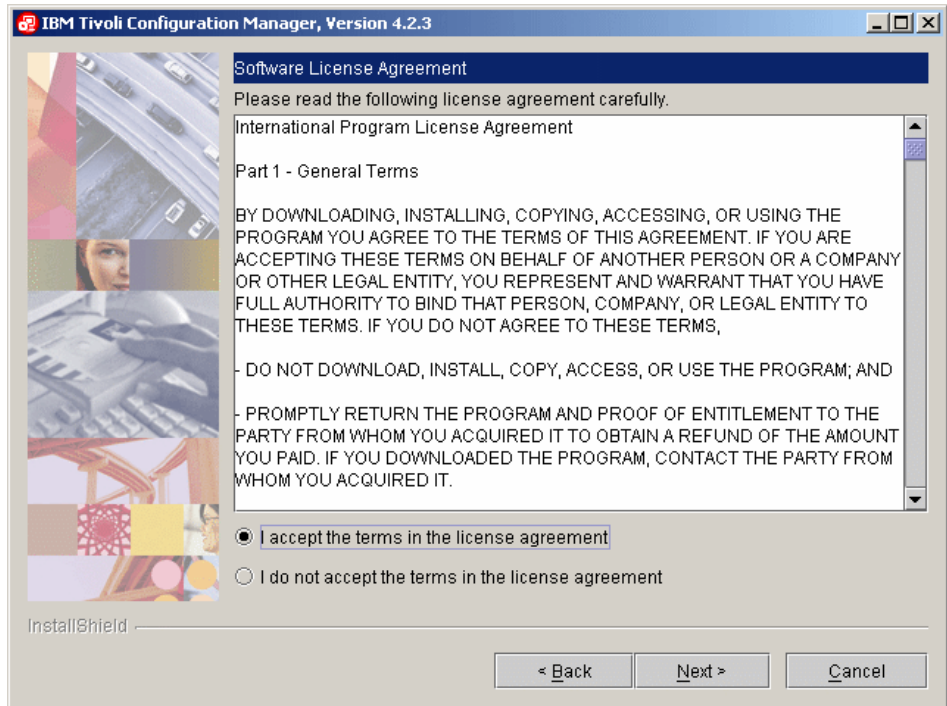 IBM Tivoli Configuration Manager, Version 4.2.3
Software License Agreement
Please read the following license agreement carefully.
International Program License Agreement
Part 1 - General Terms
BY DOWNLOADING, INSTALLING, COPYING, ACCESSING, OR USING THE
PROGRAM YOU AGREE TO THE TERMS OF THIS AGREEMENT. IF YOU ARE
ACCEPTING THESE TERMS ON BEHALF OF ANOTHER PERSON OR A COMPANY
OR OTHER LEGAL ENTITY, YOU REPRESENT AND WARRANT THAT YOU HAVE
FULL AUTHORITY TO BIND THAT PERSON, COMPANY, OR LEGAL ENTITY TO
THESE TERMS. IF YOU DO NOT AGREE TO THESE TERMS,
- DO NOT DOWNLOAD, INSTALL, COPY, ACCESS, OR USE THE PROGRAM; AND
- PROMPTLY RETURN THE PROGRAM AND PROOF OF ENTITLEMENT TO THE
PARTY FROM WHOM YOU ACQUIRED IT TO OBTAIN A REFUND OF THE AMOUNT
YOU PAID. IF YOU DOWNLOADED THE PROGRAM, CONTACT THE PARTY FROM
WHOM YOU ACQUIRED IT.
I accept the terms in the license agreement
I do not accept the terms in the license agreement
InstallShield
< Back
Next >
Cancel